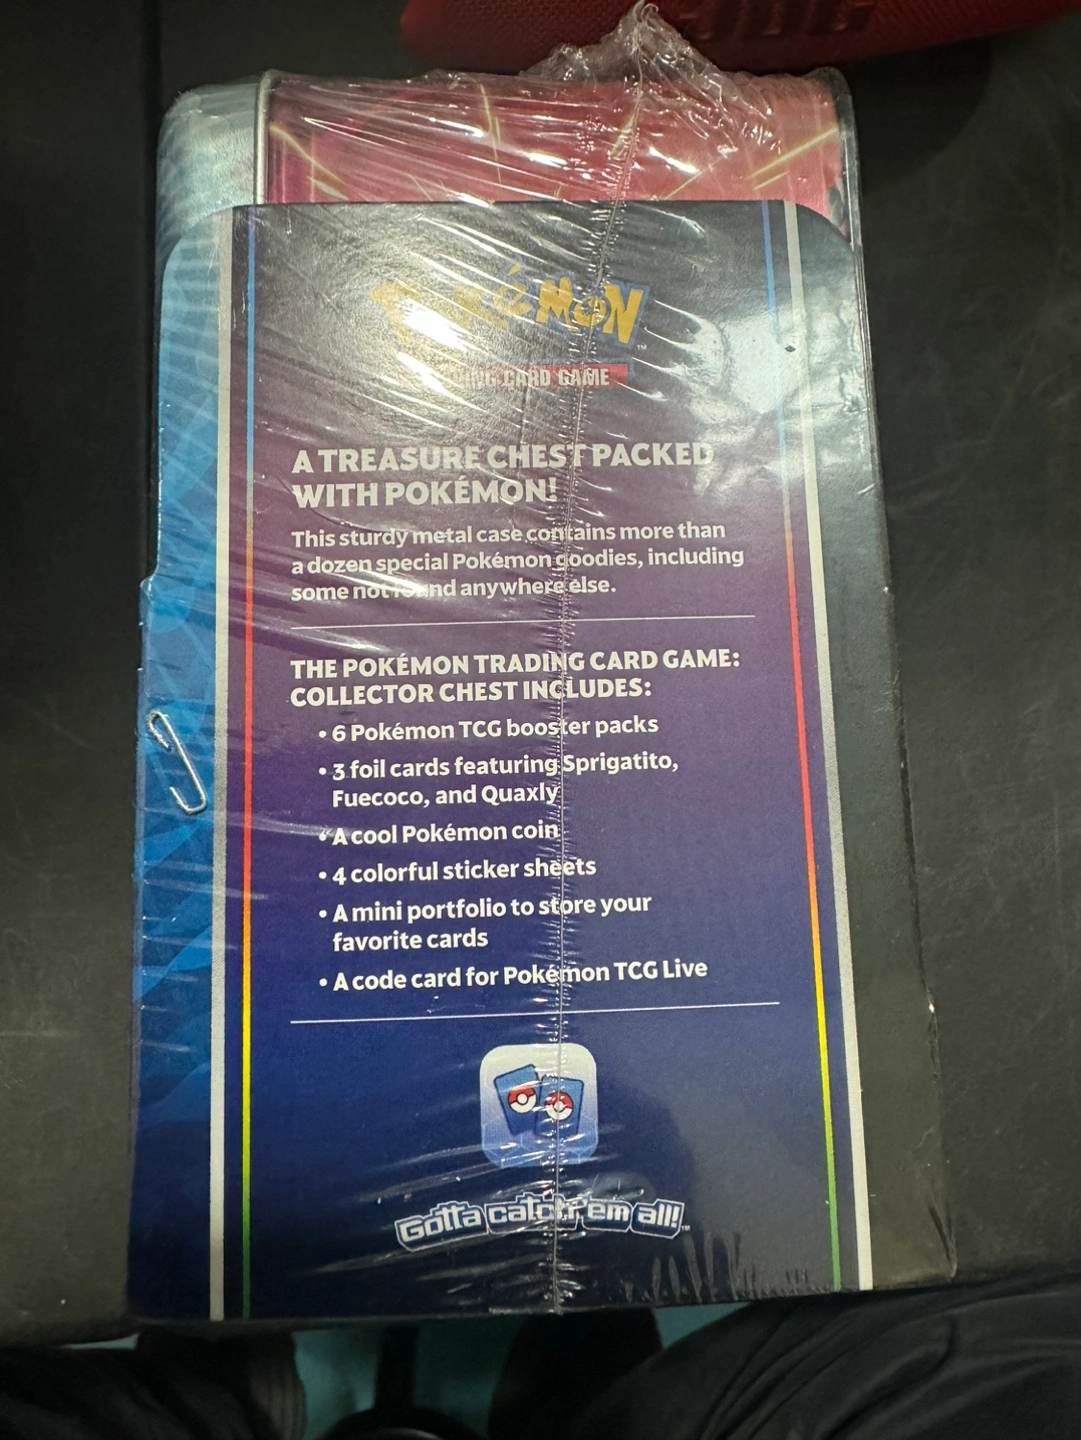 Pokémon
TRADING CARD GAME
A TREASURE CHEST PACKED
WITH POKÉMON!
This sturdy metal case contains more than
a dozen special Pokémon goodies, including
some not found anywhere else.
THE POKÉMON TRADING CARD GAME:
COLLECTOR CHEST INCLUDES:
• 6 Pokémon TCG booster packs
• 3 foil cards featuring Sprigatito,
Fuecoco, and Quaxly
• A cool Pokémon coin
• 4 colorful sticker sheets
• A mini portfolio to store your
favorite cards
• A code card for Pokémon TCG Live
Gotta catch 'em all!™